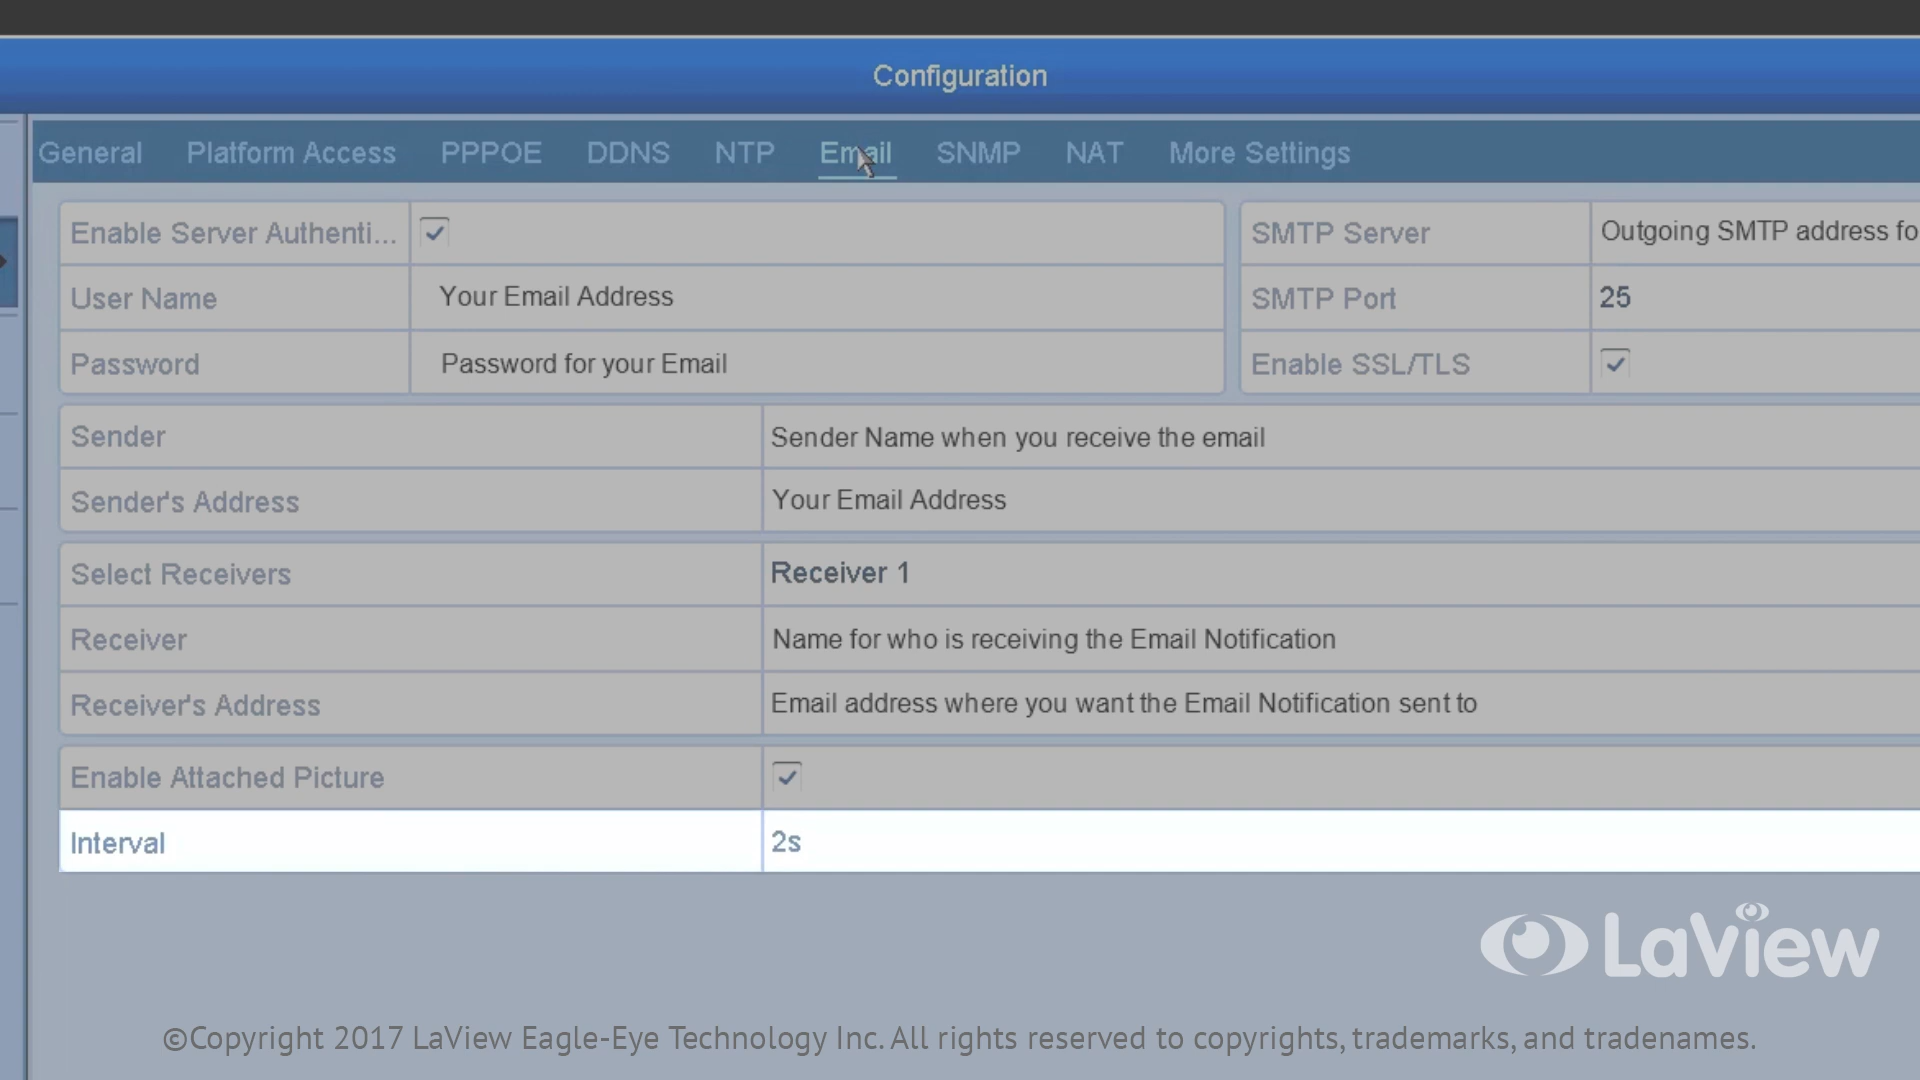 Configuration
General Platform Access PPPOE DDNS NTP Email SNMP NAT More Settings
Enable Server Authenti...
SMTP Server Outgoing SMTP address fo
User Name Your Email Address
SMTP Port 25
Password Password for your Email
Enable SSL/TLS
Sender Sender Name when you receive the email
Sender's Address Your Email Address
Select Receivers Receiver 1
Receiver Name for who is receiving the Email Notification
Receiver's Address Email address where you want the Email Notification sent to
Enable Attached Picture
Interval 2s
LaView
©Copyright 2017 LaView Eagle-Eye Technology Inc. All rights reserved to copyrights, trademarks, and tradenames.